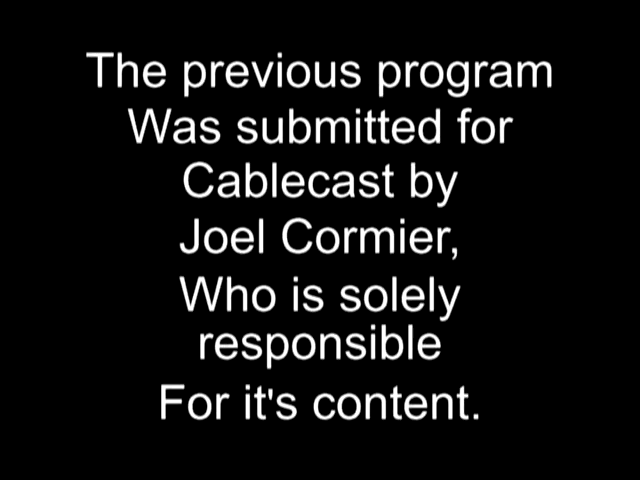 The previous program
Was submitted for
Cablecast by
Joel Cormier,
Who is solely
responsible
For it's content.